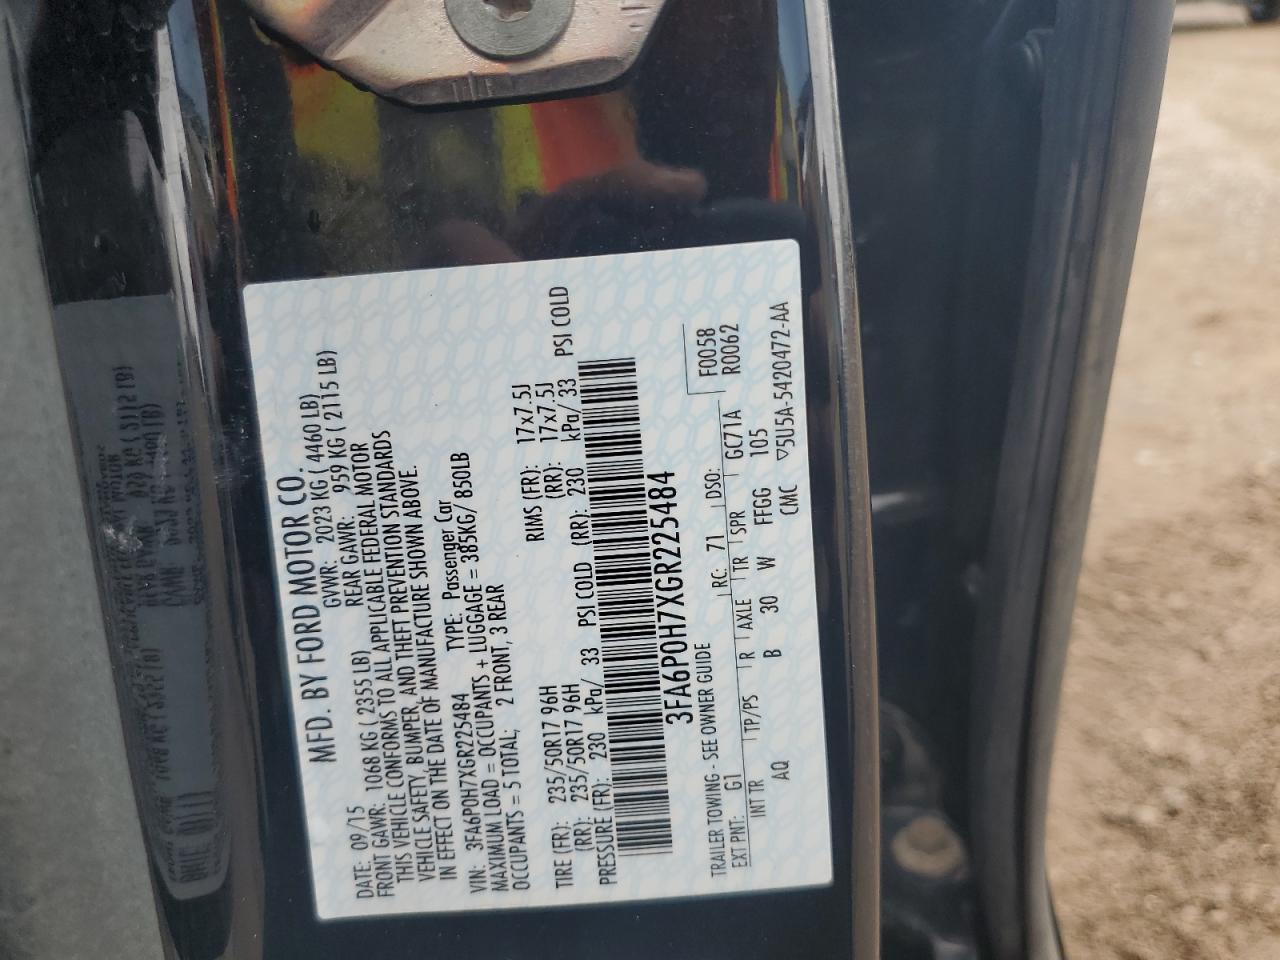 MFD. BY FORD MOTOR CO.
DATE: 09/15 GVWR: 2023 KG ( 4460 LB)
FRONT GAWR: 1068 KG ( 2355 LB) REAR GAWR: 959 KG ( 2115 LB)
THIS VEHICLE CONFORMS TO ALL APPLICABLE FEDERAL MOTOR
VEHICLE SAFETY, BUMPER, AND THEFT PREVENTION STANDARDS
IN EFFECT ON THE DATE OF MANUFACTURE SHOWN ABOVE.
VIN: 3FA6P0H7XGR225484 TYPE: Passenger Car
MAXIMUM LOAD = OCCUPANTS + LUGGAGE = 385KG/ 850LB
OCCUPANTS = 5 TOTAL; 2 FRONT, 3 REAR
TIRE (FR): 235/50R17 96H RIMS (FR): 17x7.5J
(RR): 235/50R17 96H (RR): 17x7.5J
PRESSURE (FR): 230 kPa/ 33 PSI COLD (RR): 230 kPa/ 33 PSI COLD
3FA6P0H7XGR225484
F0058
R0062
TRAILER TOWING - SEE OWNER GUIDE
EXT PNT: G1 RC: 71 DSO: GC71A
INT TR TP/PS R AXLE TR SPR 105
AQ B 30 W FFGG
CMC ▽5U5A-5420472-AA